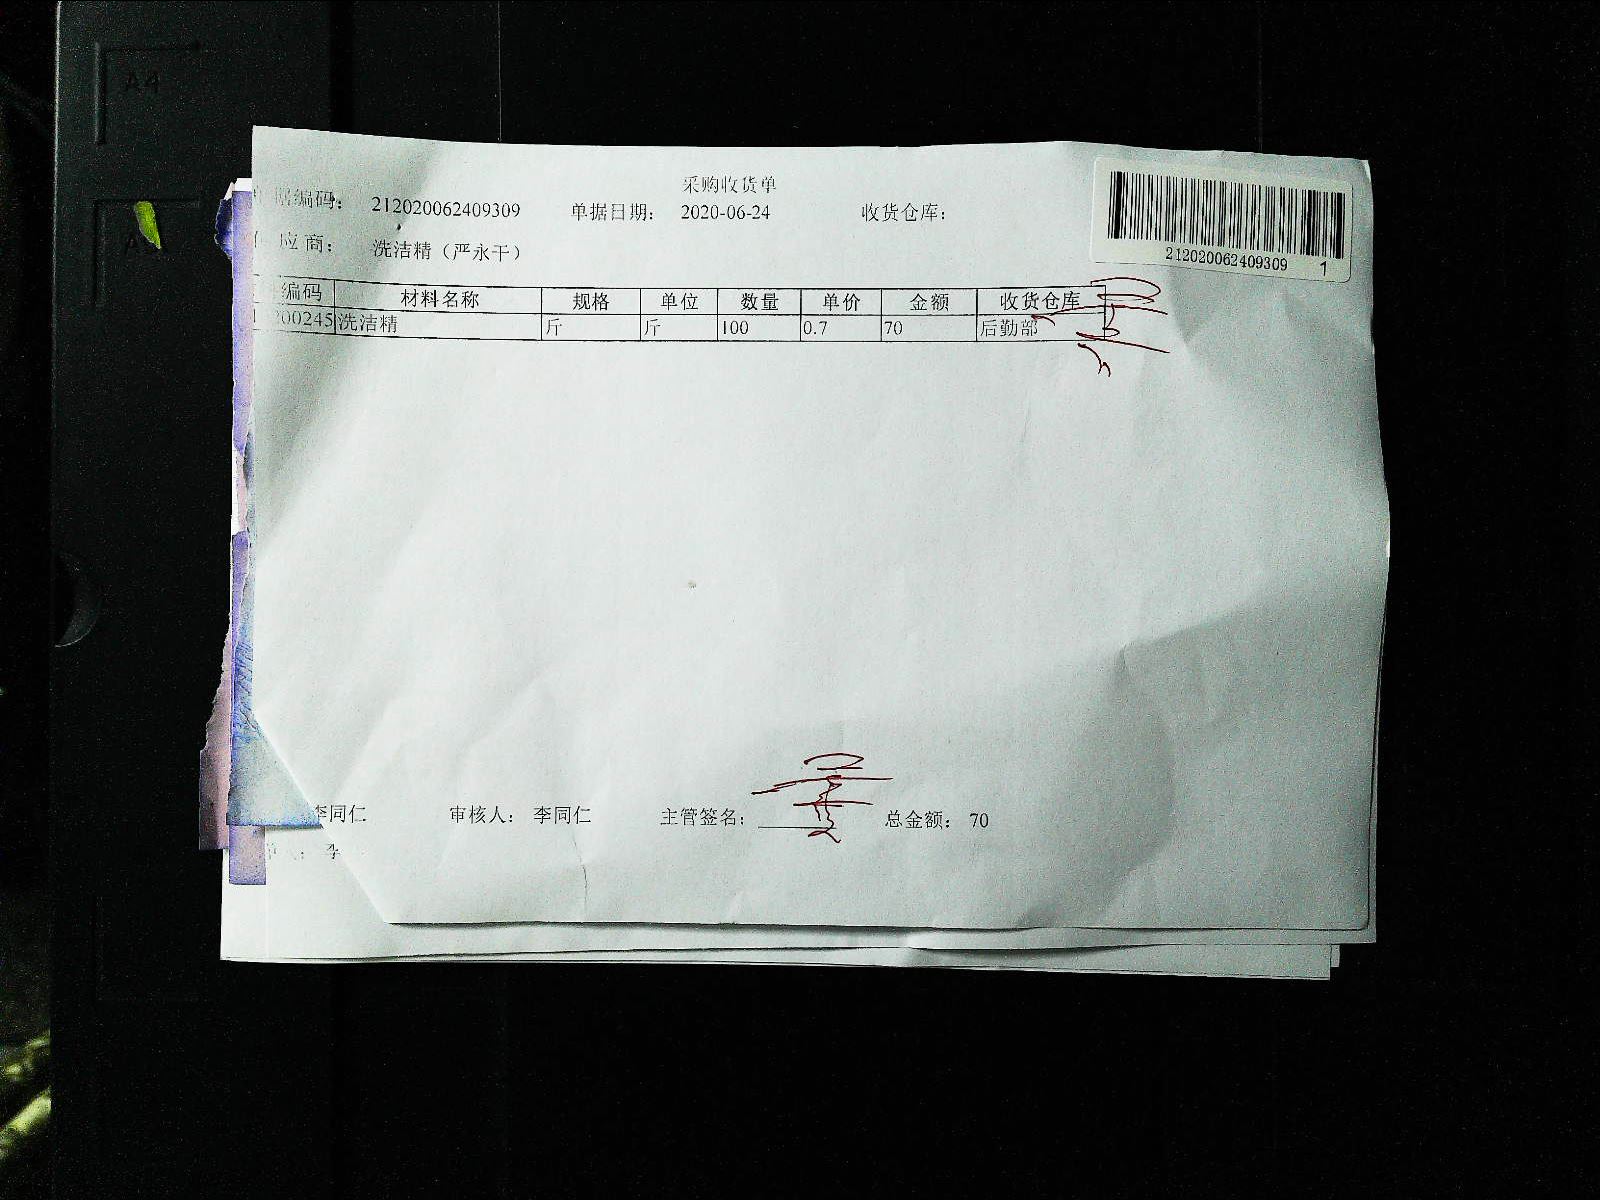 采购收货单
编码： 212020062409309 单据日期： 2020-06-24 收货仓库：
应商： 洗洁精（严永干）
212020062409309 1
编码 材料名称 规格 单位 数量 单价 金额 收货仓库
200245 洗洁精 斤 斤 100 0.7 70 后勤部
李同仁 审核人： 李同仁 主管签名： 总金额： 70
A4